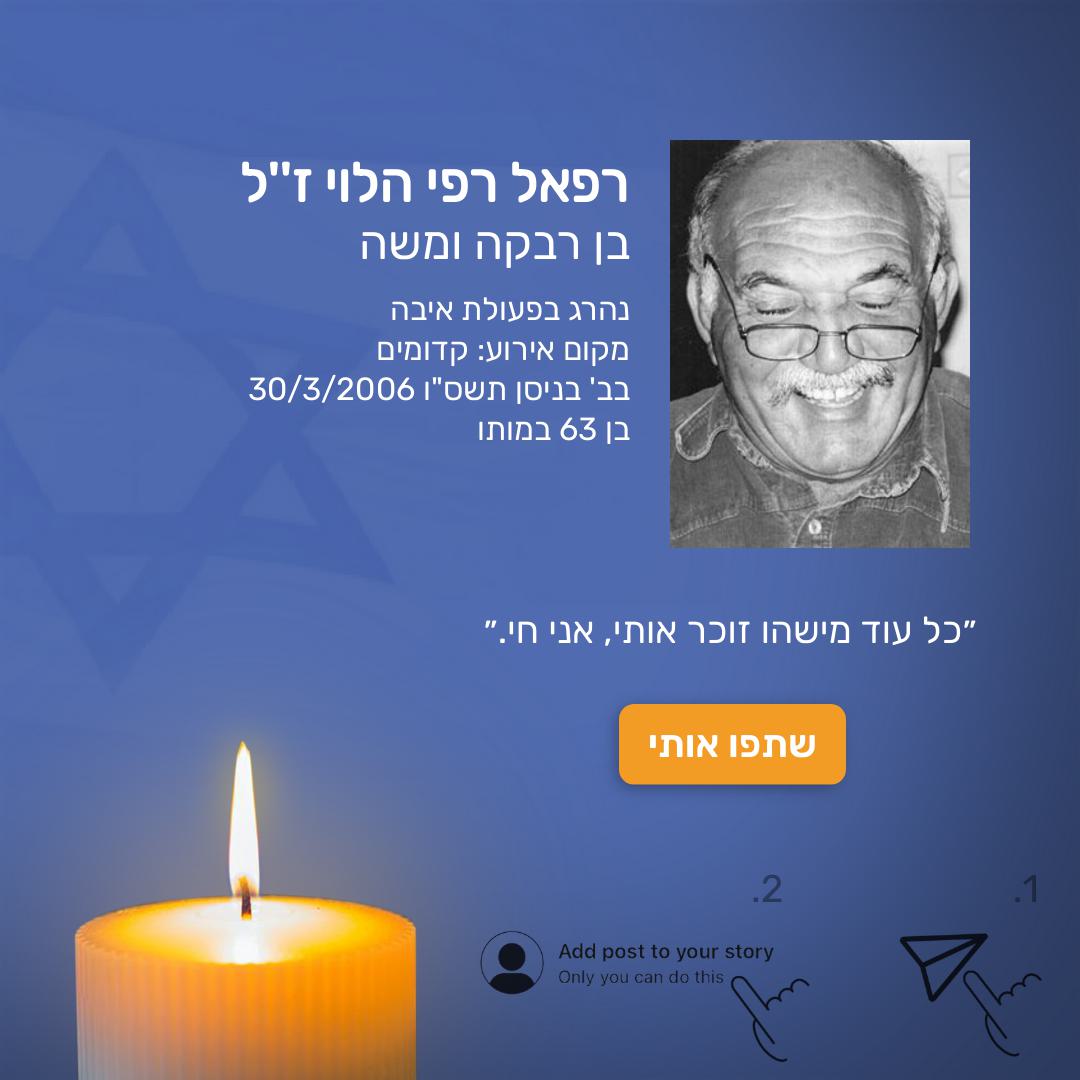 רפאל רפי הלוי ז"ל
בן רבקה ומשה
נהרג בפעולת איבה
מקום אירוע: קדומים
בב' בניסן תשס"ו 30/3/2006
בן 63 במותו
״כל עוד מישהו זוכר אותי, אני חי.״
שתפו אותי
1.
2.
Add post to your story
Only you can do this